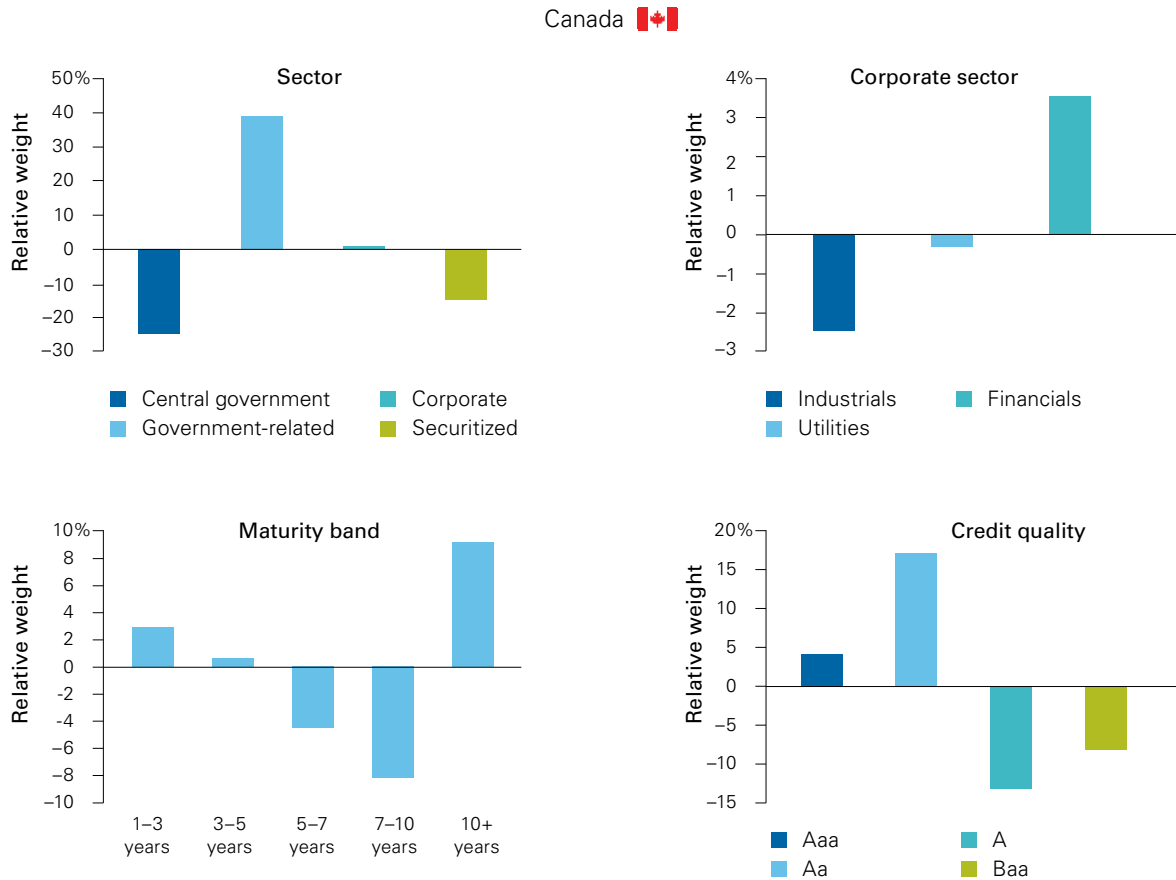 Canada
Sector
Relative weight
50%
40
30
20
10
0
–10
–20
–30
Central government
Corporate
Government-related
Securitized
Corporate sector
Relative weight
4%
3
2
1
0
–1
–2
–3
Industrials
Financials
Utilities
Maturity band
Relative weight
10%
8
6
4
2
0
–2
-4
–6
–8
–10
1–3 years
3–5 years
5–7 years
7–10 years
10+ years
Credit quality
Relative weight
20%
15
10
5
0
–5
–10
–15
Aaa
A
Aa
Baa